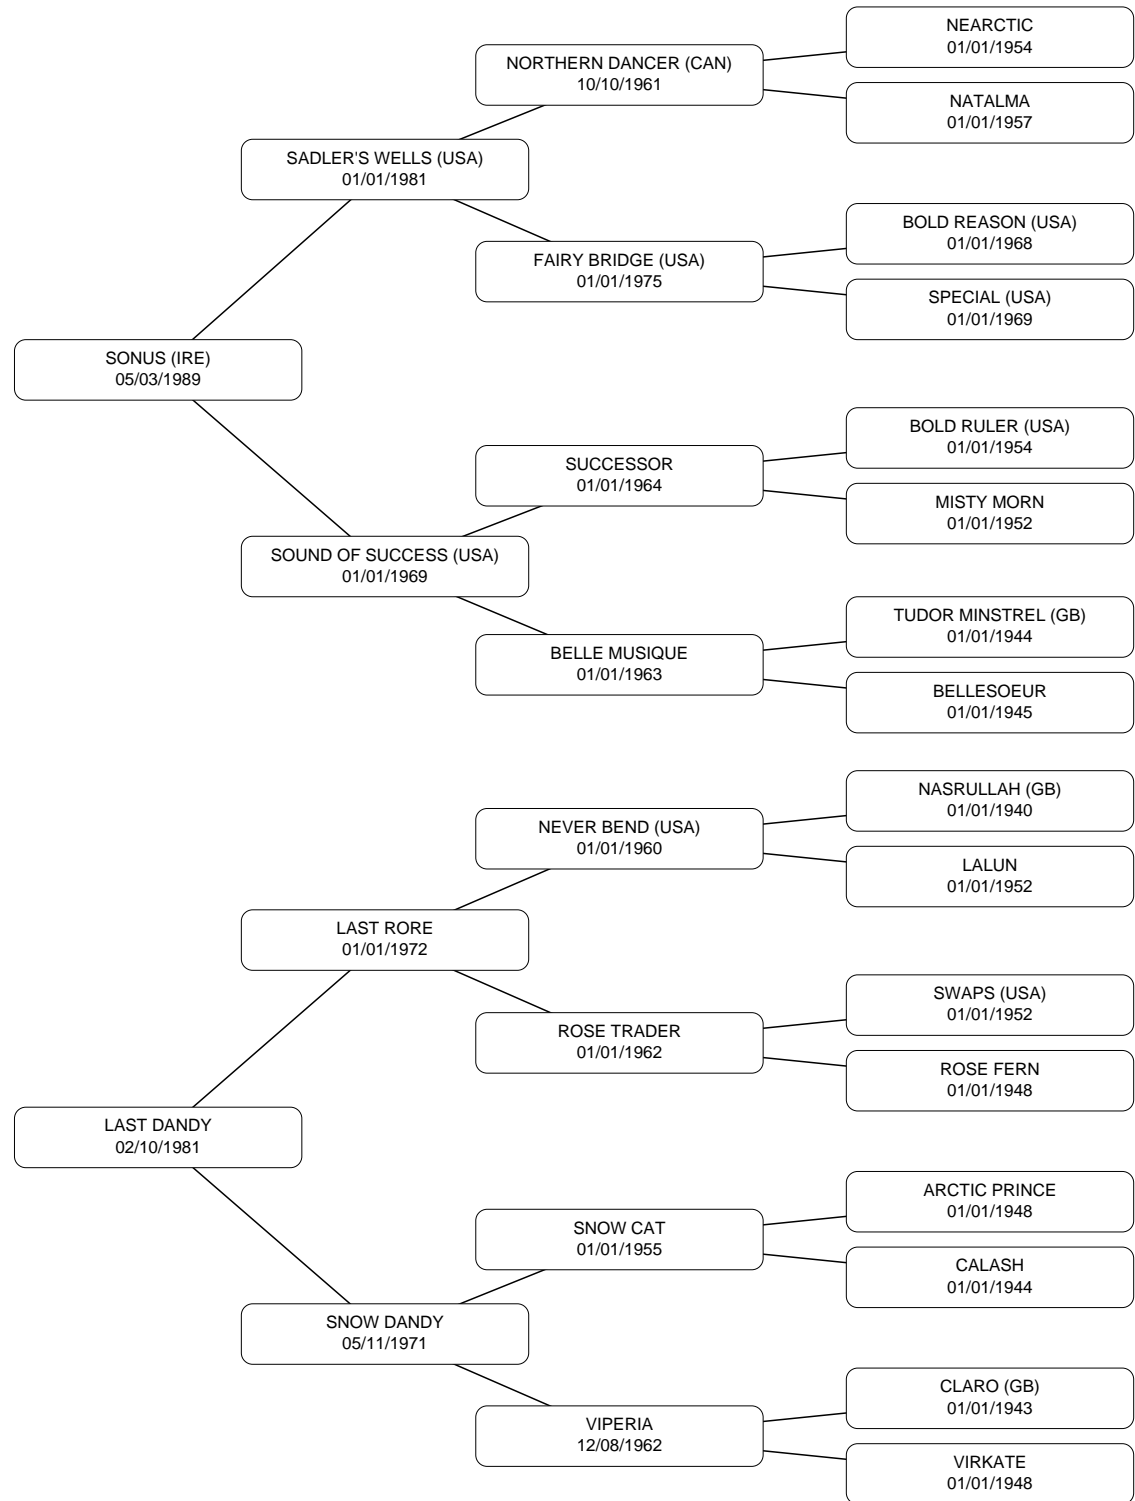 NEARCTIC
01/01/1954
NORTHERN DANCER (CAN)
10/10/1961
NATALMA
01/01/1957
SADLER'S WELLS (USA)
01/01/1981
BOLD REASON (USA)
01/01/1968
FAIRY BRIDGE (USA)
01/01/1975
SPECIAL (USA)
01/01/1969
SONUS (IRE)
05/03/1989
BOLD RULER (USA)
01/01/1954
SUCCESSOR
01/01/1964
MISTY MORN
01/01/1952
SOUND OF SUCCESS (USA)
01/01/1969
TUDOR MINSTREL (GB)
01/01/1944
BELLE MUSIQUE
01/01/1963
BELLESOEUR
01/01/1945
NASRULLAH (GB)
01/01/1940
NEVER BEND (USA)
01/01/1960
LALUN
01/01/1952
LAST RORE
01/01/1972
SWAPS (USA)
01/01/1952
ROSE TRADER
01/01/1962
ROSE FERN
01/01/1948
LAST DANDY
02/10/1981
ARCTIC PRINCE
01/01/1948
SNOW CAT
01/01/1955
CALASH
01/01/1944
SNOW DANDY
05/11/1971
CLARO (GB)
01/01/1943
VIPERIA
12/08/1962
VIRKATE
01/01/1948